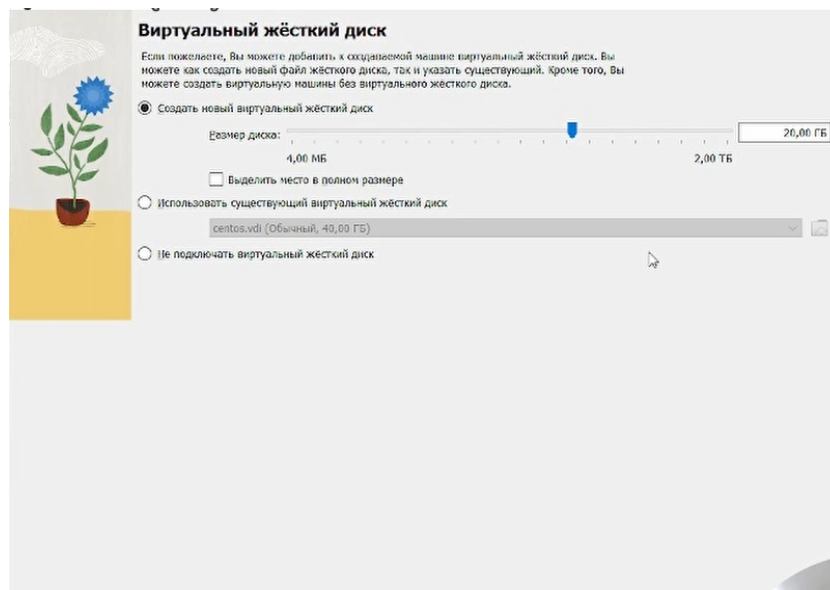 Виртуальный жёсткий диск
Если пожелаете, Вы можете добавить к создаваемой машине виртуальный жёсткий диск. Вы
можете как создать новый файл жёсткого диска, так и указать существующий. Кроме того, Вы
можете создать виртуальную машины без виртуального жёсткого диска.
Создать новый виртуальный жёсткий диск
Размер диска:
20,00 ГБ
4,00 МБ
2,00 ТБ
Выделить место в полном размере
Использовать существующий виртуальный жёсткий диск
centos.vdi (Обычный, 40,00 ГБ)
Не подключать виртуальный жёсткий диск